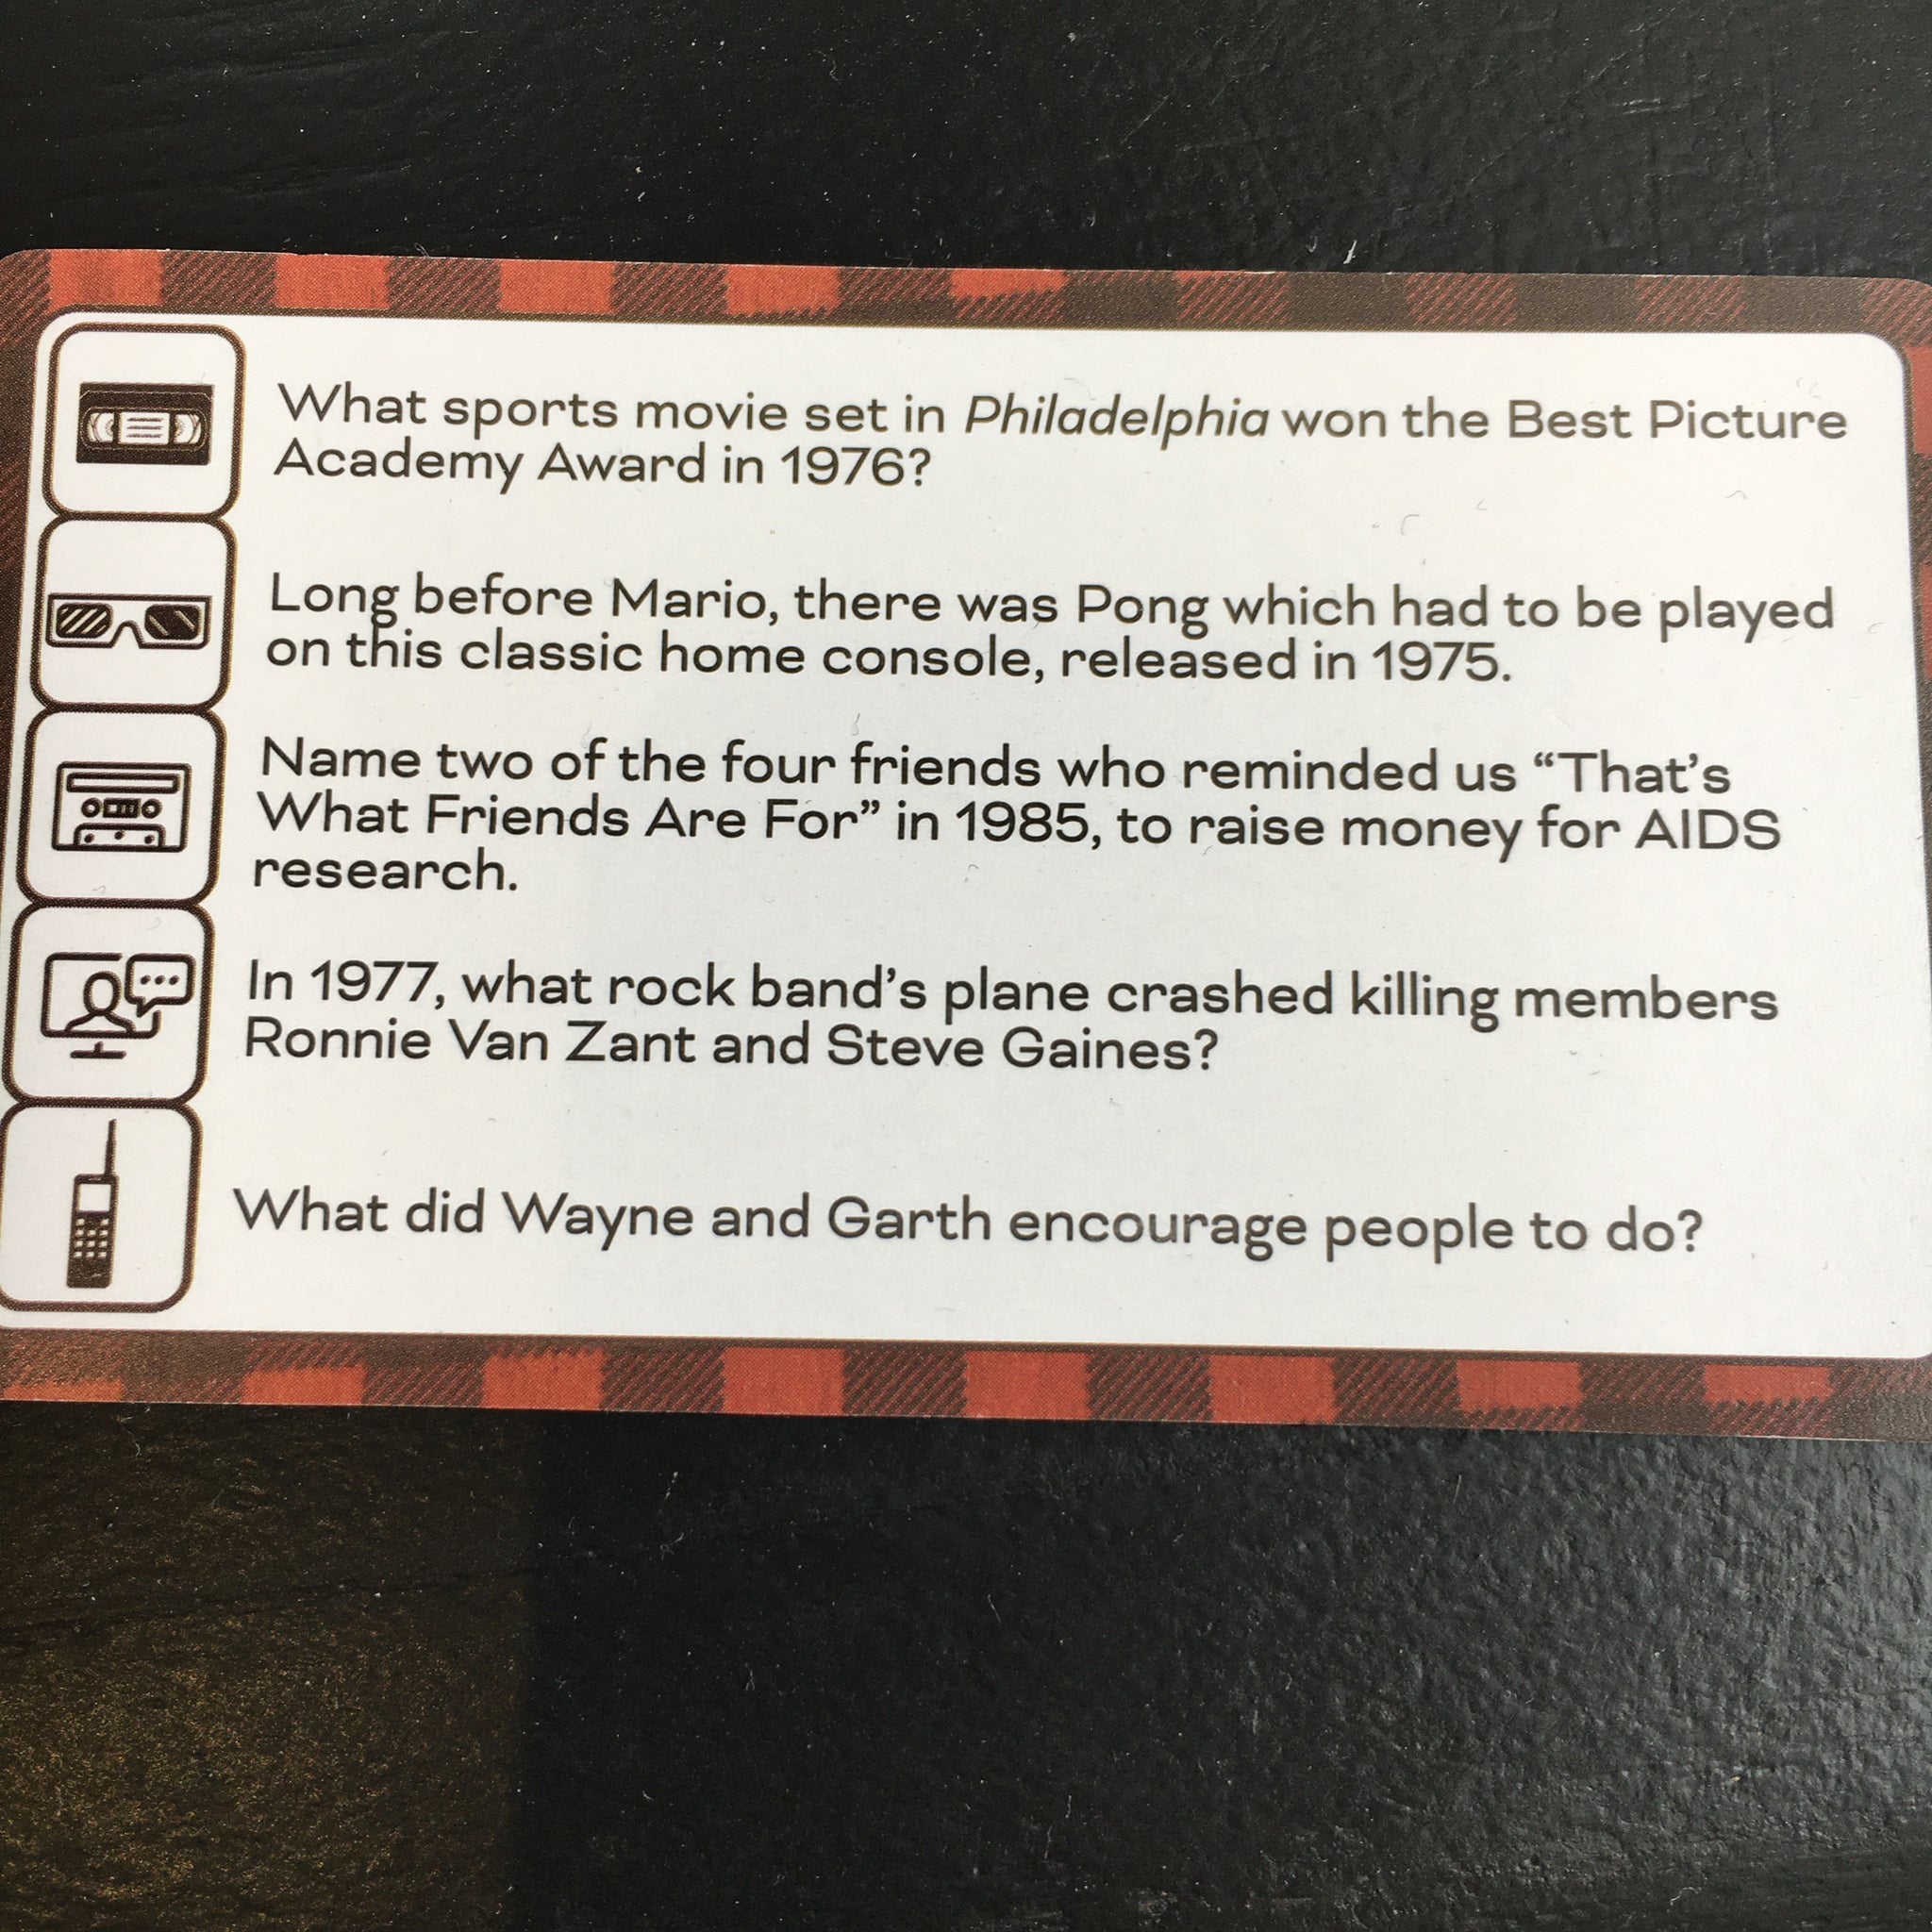 What sports movie set in Philadelphia won the Best Picture
Academy Award in 1976?
Long before Mario, there was Pong which had to be played
on this classic home console, released in 1975.
Name two of the four friends who reminded us “That’s
What Friends Are For” in 1985, to raise money for AIDS
research.
In 1977, what rock band’s plane crashed killing members
Ronnie Van Zant and Steve Gaines?
What did Wayne and Garth encourage people to do?